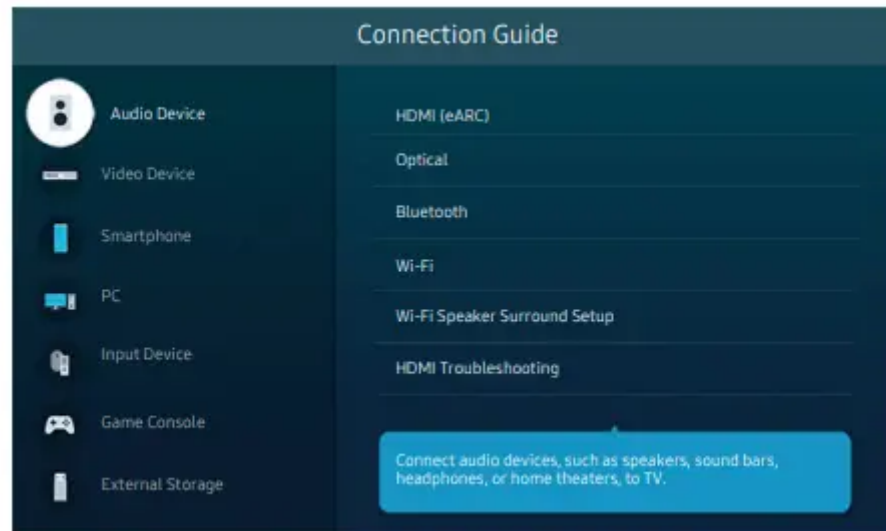 Connection Guide
Audio Device
Video Device
Smartphone
PC
Input Device
Game Console
External Storage
HDMI (eARC)
Optical
Bluetooth
Wi-Fi
Wi-Fi Speaker Surround Setup
HDMI Troubleshooting
Connect audio devices, such as speakers, sound bars,
headphones, or home theaters, to TV.